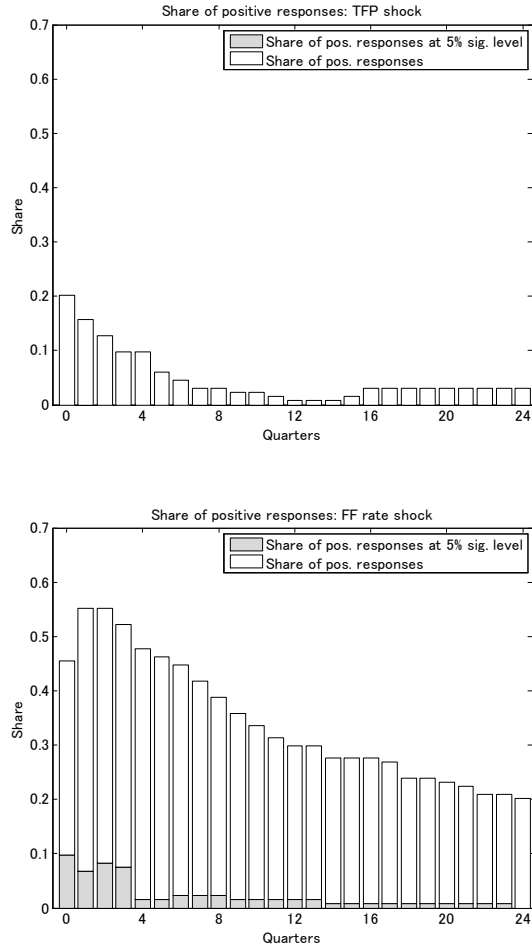 Share of positive responses: TFP shock
0.7
0.6
0.5
0.4
0.3
0.2
0.1
0
Share
Share of pos. responses at 5% sig. level
Share of pos. responses
0 4 8 12 16 20 24
Quarters
Share of positive responses: FF rate shock
0.7
0.6
0.5
0.4
0.3
0.2
0.1
0
Share
Share of pos. responses at 5% sig. level
Share of pos. responses
0 4 8 12 16 20 24
Quarters